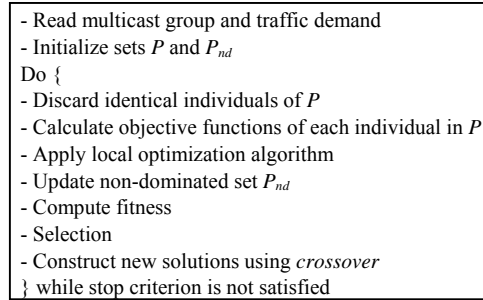 - Read multicast group and traffic demand
- Initialize sets P and Pnd
Do {
- Discard identical individuals of P
- Calculate objective functions of each individual in P
- Apply local optimization algorithm
- Update non-dominated set Pnd
- Compute fitness
- Selection
- Construct new solutions using crossover
} while stop criterion is not satisfied